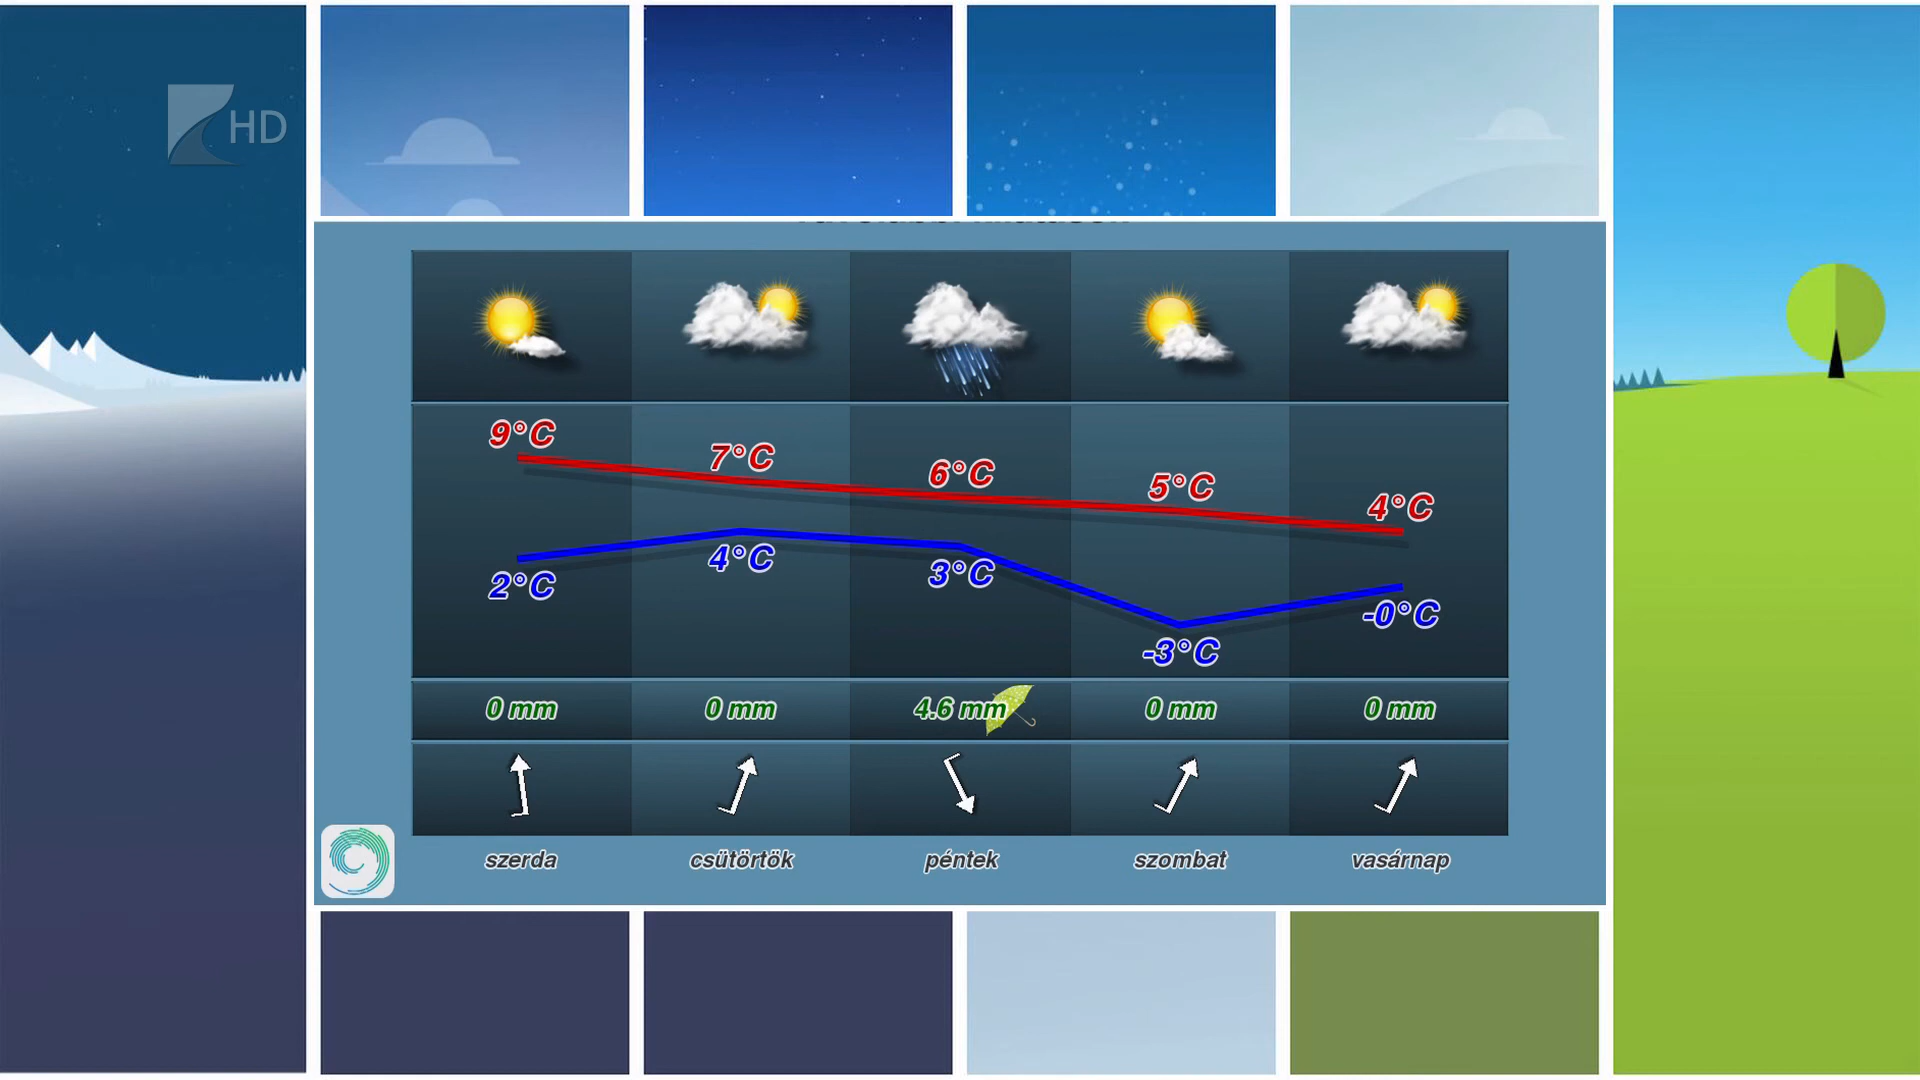 HD
9°C
7°C
6°C
5°C
4°C
2°C
4°C
3°C
-3°C
-0°C
0 mm
0 mm
4.6 mm
0 mm
0 mm
szerda
csütörtök
péntek
szombat
vasárnap